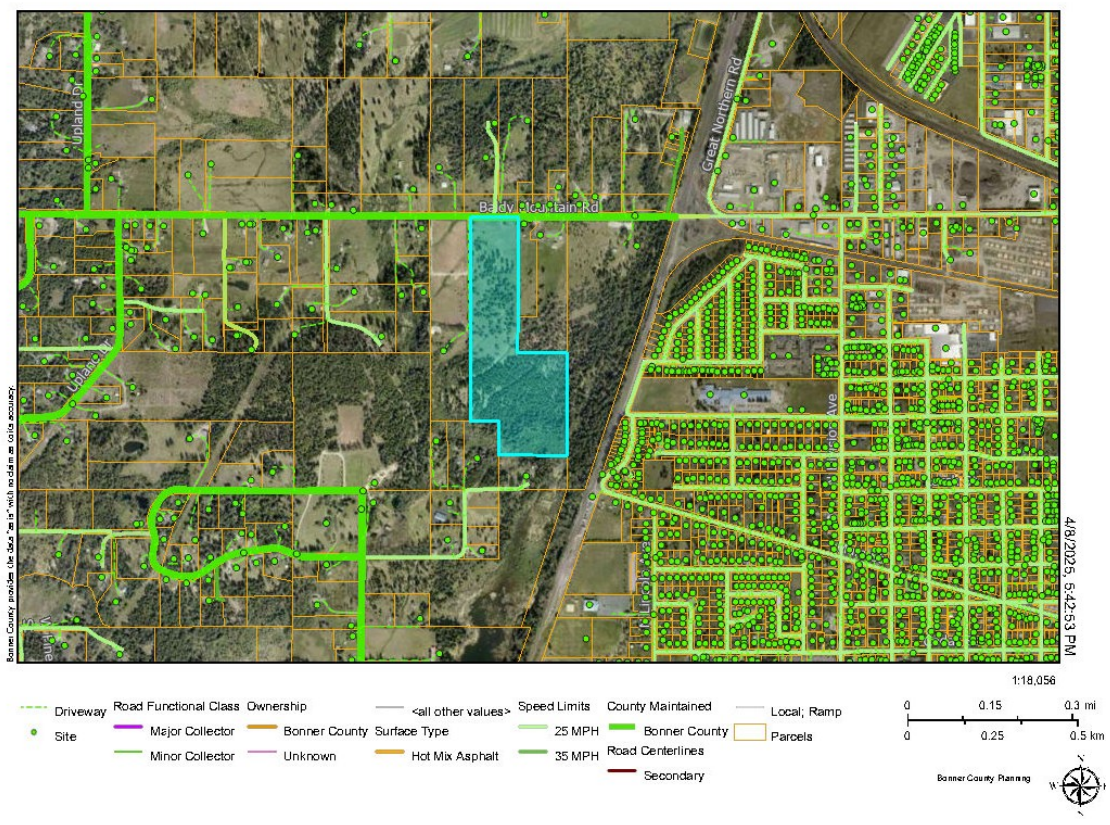 Upland Dr
Great Northern Rd
Baldy Mountain Rd
Upland Dr
Bonner County provides the data "as is" with no claim as to its accuracy.
4/8/2025, 5:42:53 PM
1:18,056
Driveway
Site
Road Functional Class
Major Collector
Minor Collector
Ownership
Bonner County
Unknown
<all other values>
Surface Type
Hot Mix Asphalt
Speed Limits
25 MPH
35 MPH
County Maintained
Bonner County
Road Centerlines
Secondary
Local; Ramp
Parcels
0 0.15 0.3 mi
0 0.25 0.5 km
Bonner County Planning
N
W
E
S